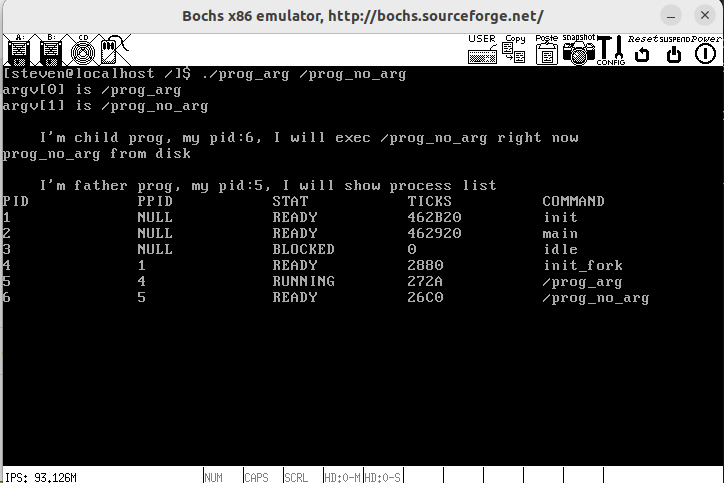 Bochs x86 emulator, http://bochs.sourceforge.net/
A: B: CD USER Copy Paste snapshot CONFIG Reset SUSPEND Power
[steven@localhost /]$ ./prog_arg /prog_no_arg
argv[0] is /prog_arg
argv[1] is /prog_no_arg
I'm child prog, my pid:6, I will exec /prog_no_arg right now
prog_no_arg from disk
I'm father prog, my pid:5, I will show process list
PID PPID STAT TICKS COMMAND
1 NULL READY 462B20 init
2 NULL READY 462920 main
3 NULL BLOCKED 0 idle
4 1 READY 2880 init_fork
5 4 RUNNING 272A /prog_arg
6 5 READY 26C0 /prog_no_arg
IPS: 93.126M NUM CAPS SCRL HD:0-M HD:0-S